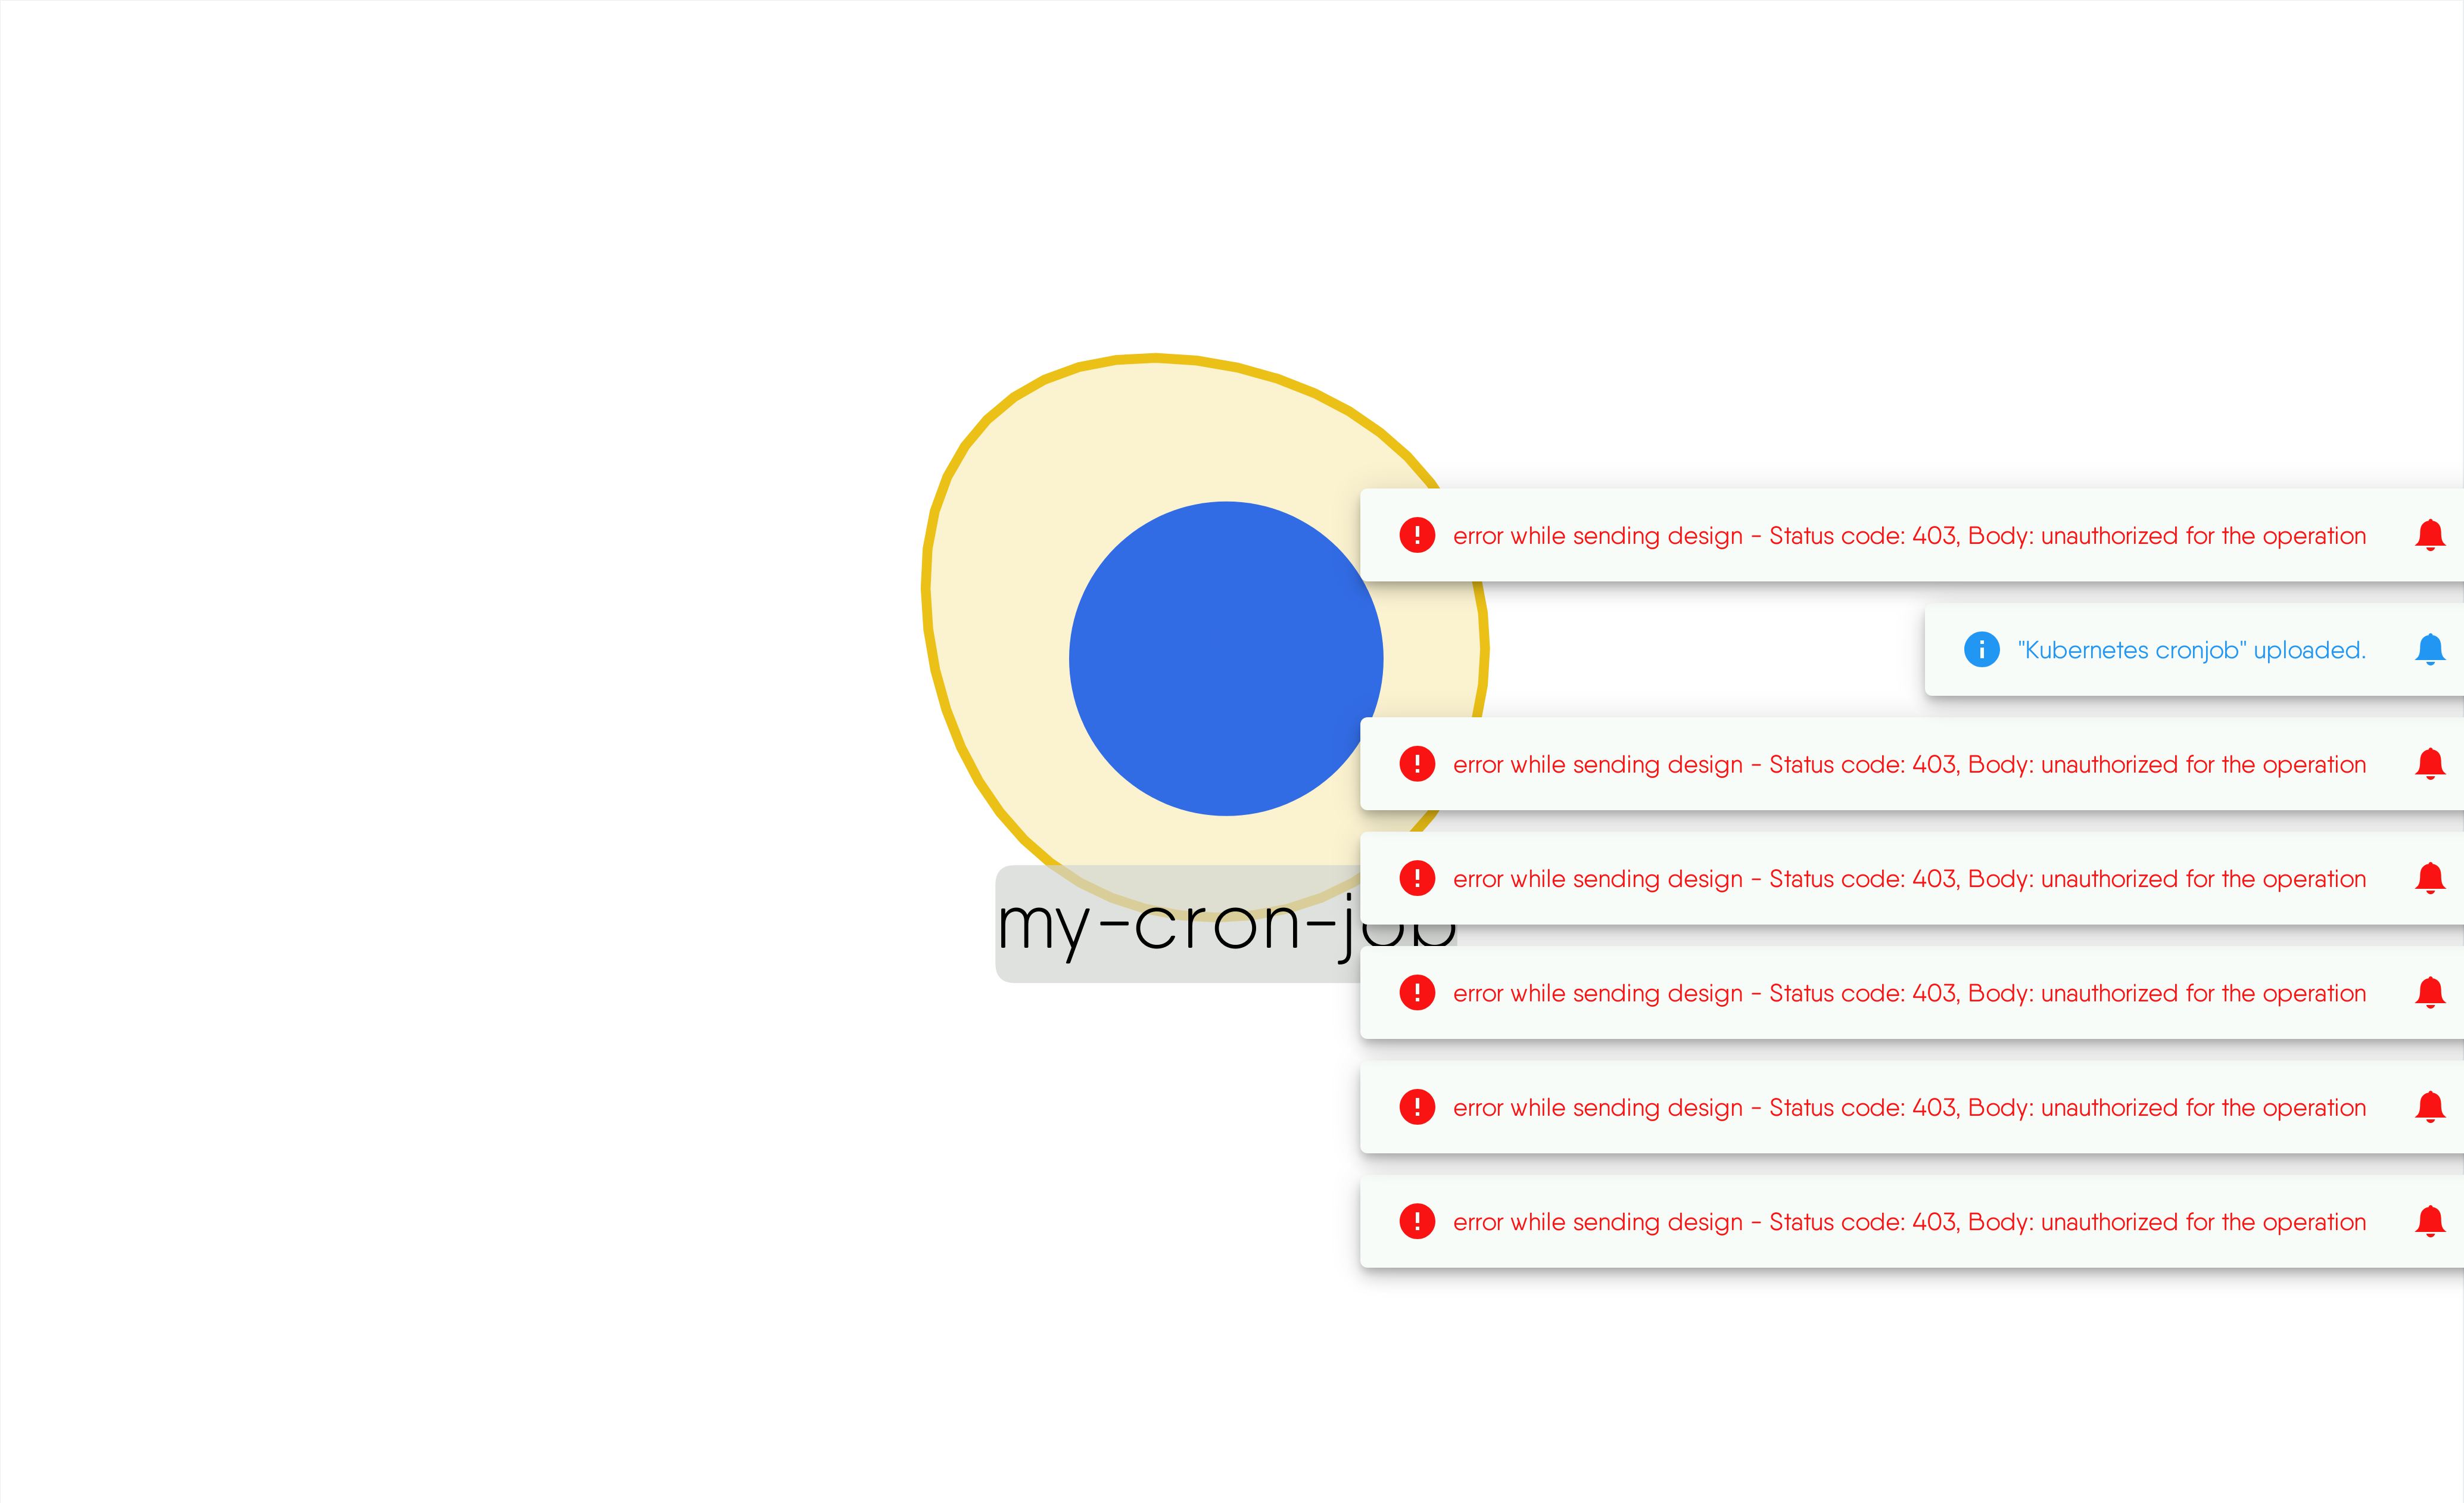 error while sending design - Status code: 403, Body: unauthorized for the operation
"Kubernetes cronjob" uploaded.
error while sending design - Status code: 403, Body: unauthorized for the operation
error while sending design - Status code: 403, Body: unauthorized for the operation
my-cron-job
error while sending design - Status code: 403, Body: unauthorized for the operation
error while sending design - Status code: 403, Body: unauthorized for the operation
error while sending design - Status code: 403, Body: unauthorized for the operation